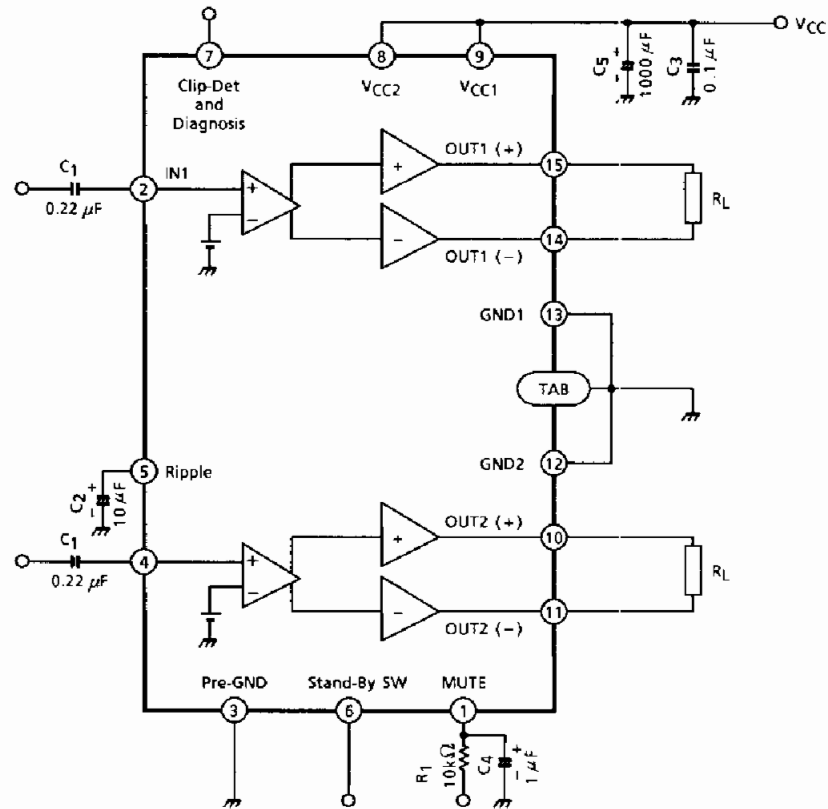 VCC
7
8
9
Clip-Det
and
Diagnosis
VCC2
VCC1
C5
+
-
1000 μF
C3
0.1 μF
C1
0.22 μF
2
IN1
+
-
+
-
OUT1 (+)
OUT1 (-)
15
14
RL
GND1
13
TAB
GND2
12
5
Ripple
C2
+
-
10 μF
C1
0.22 μF
4
+
-
+
-
OUT2 (+)
OUT2 (-)
10
11
RL
Pre-GND
Stand-By SW
MUTE
3
6
1
R1
10kΩ
C4
+
-
1 μF